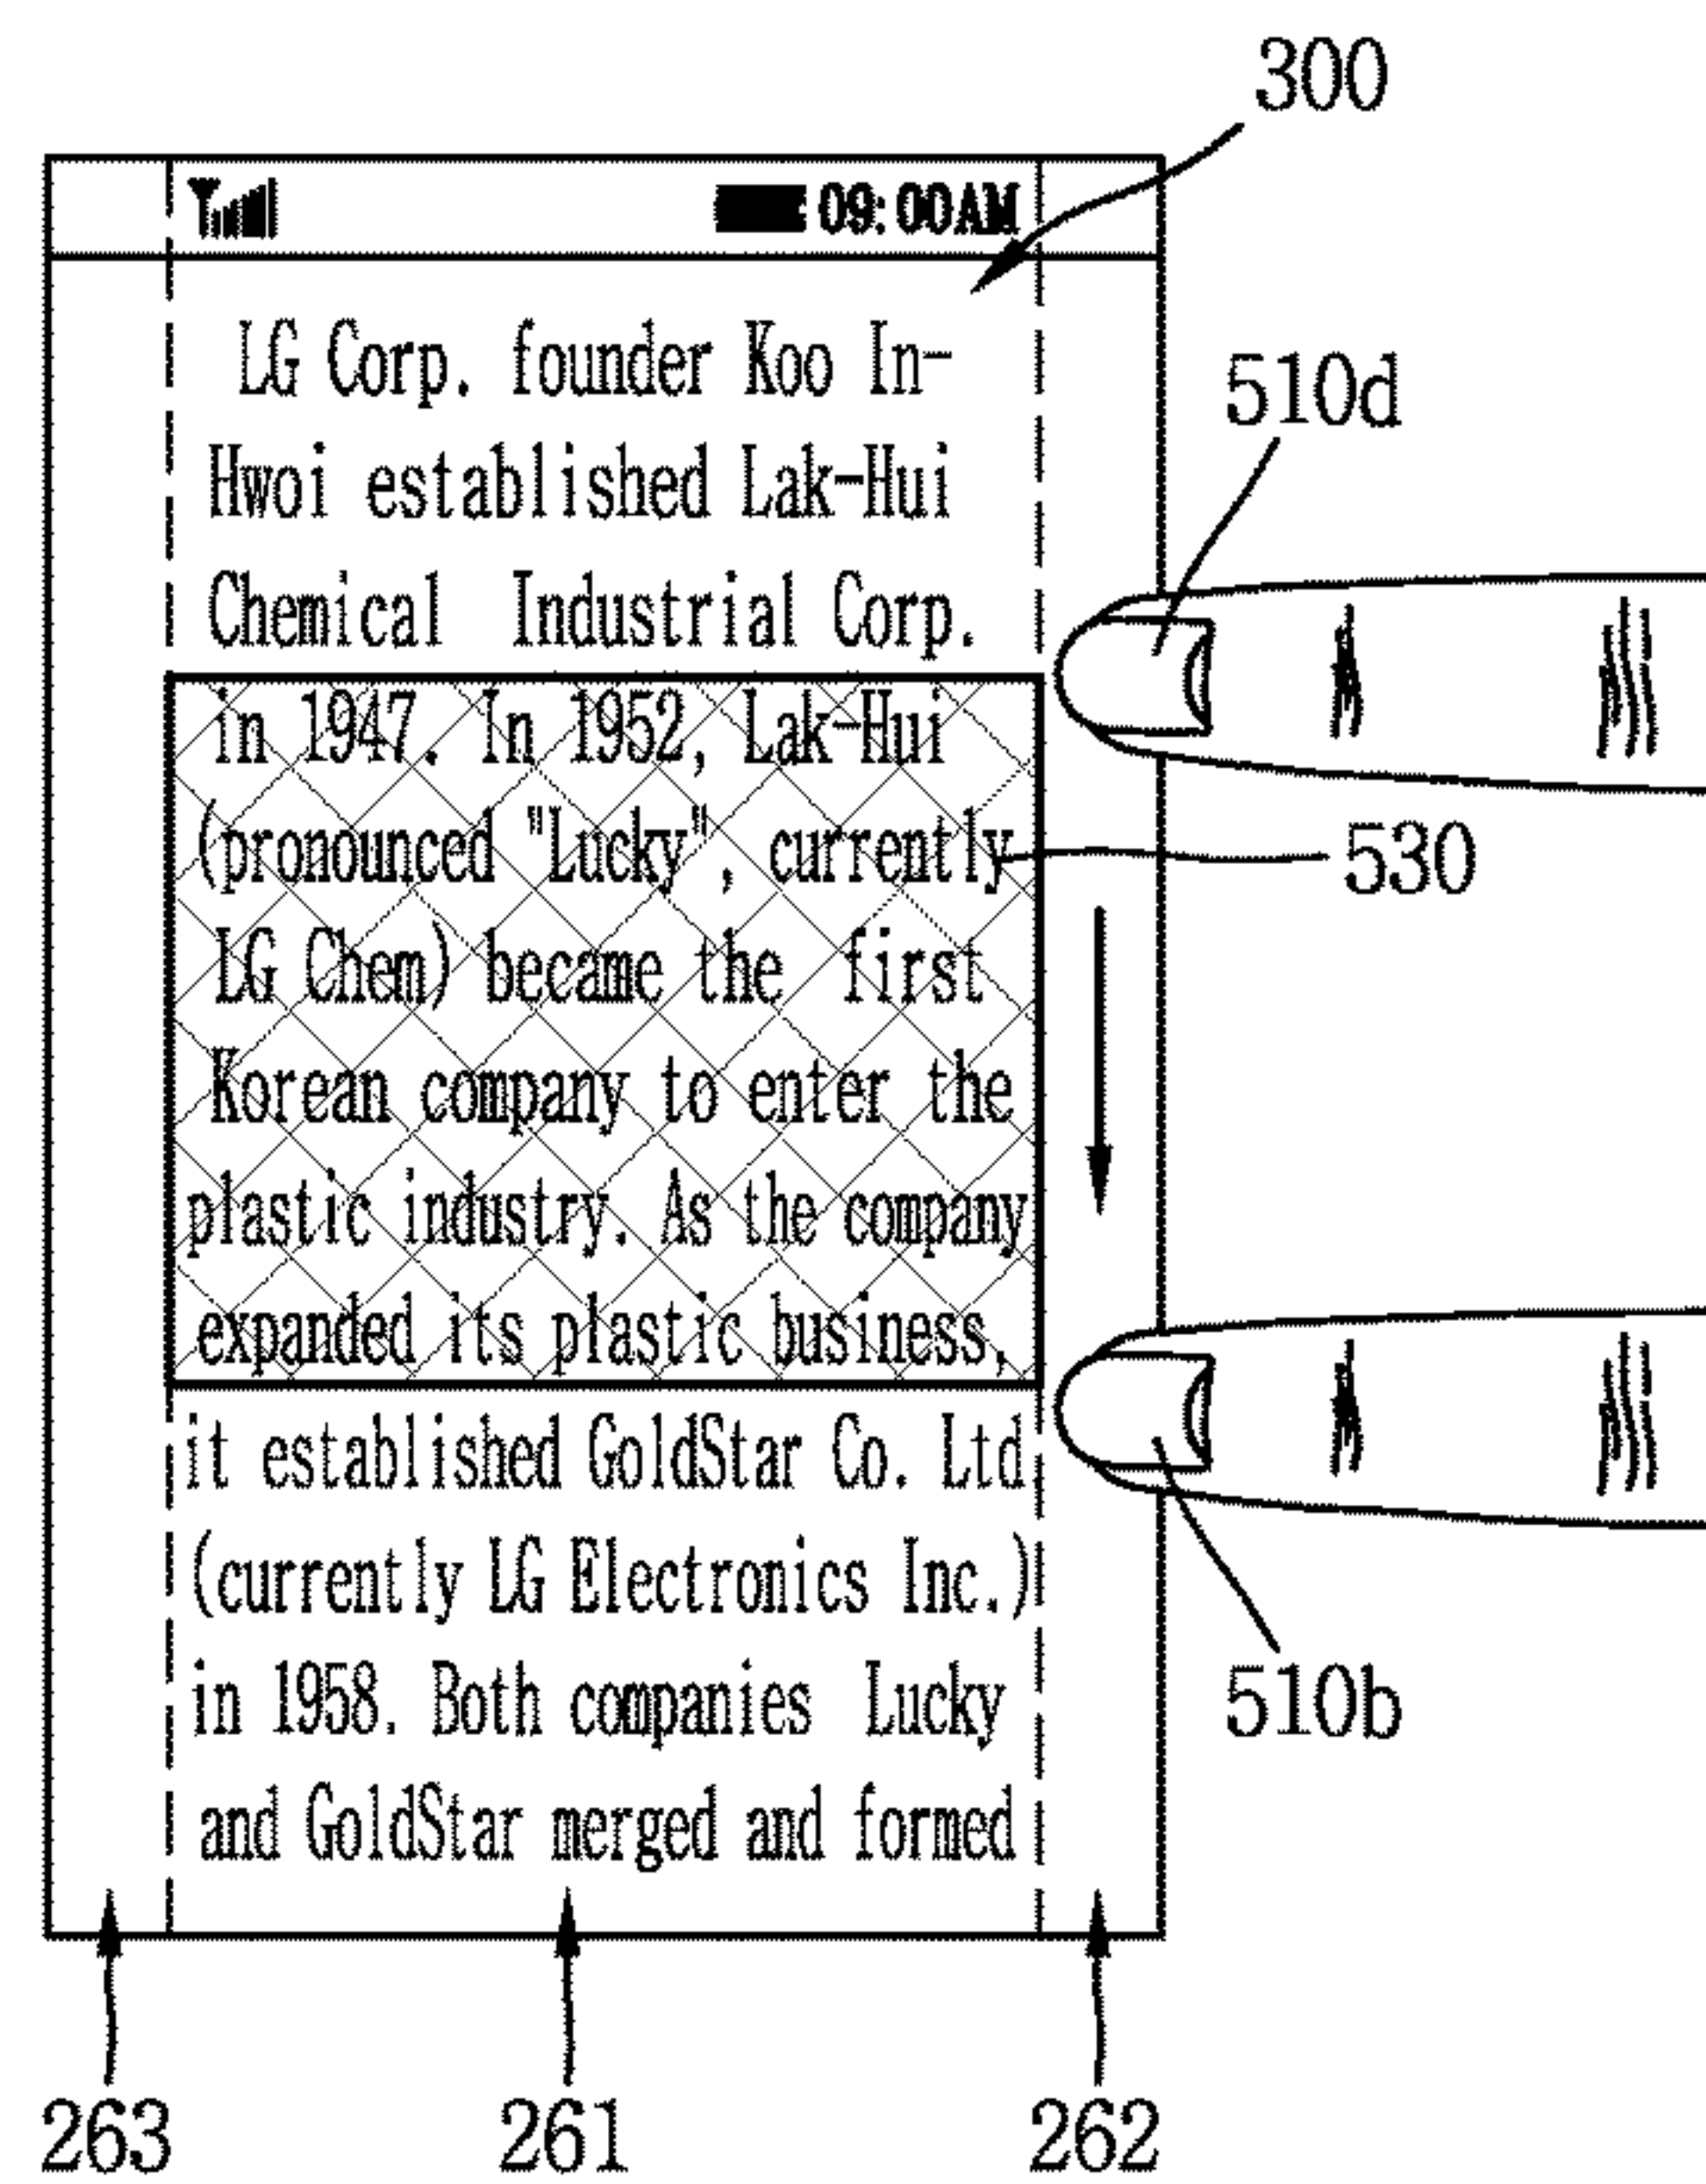 300
09:00AM
LG Corp. founder Koo In-
510d
Hwoi established Lak-Hui
Chemical Industrial Corp.
in 1947. In 1952, Lak-Hui
(pronounced "Lucky", currently
530
LG Chem) became the first
Korean company to enter the
plastic industry. As the company
expanded its plastic business,
it established GoldStar Co. Ltd
(currently LG Electronics Inc.)
in 1958. Both companies Lucky
510b
and GoldStar merged and formed
263 261 262